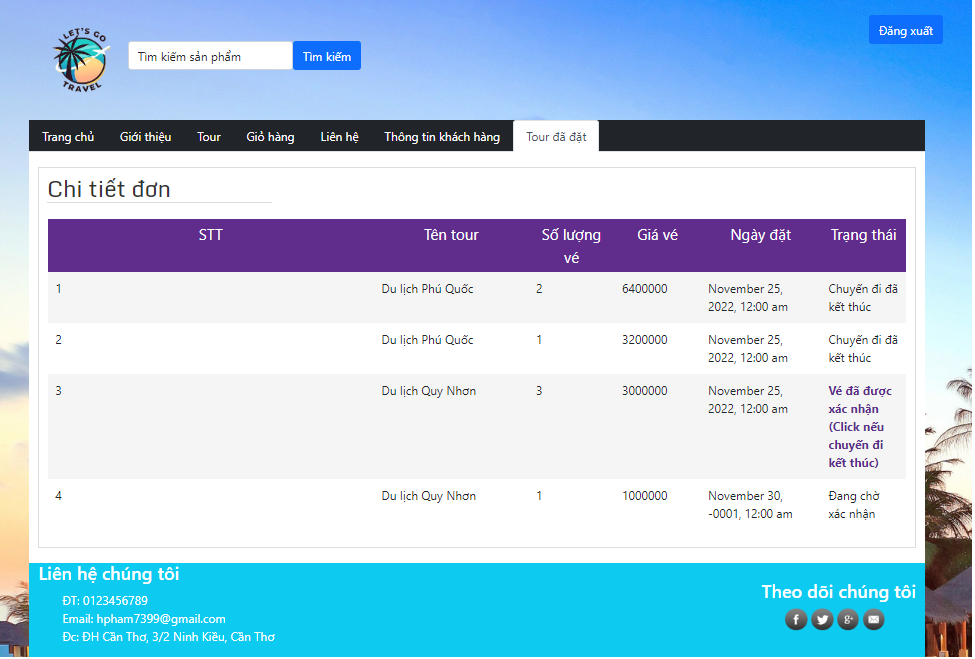 LET'S GO
TRAVEL
Tìm kiếm sản phẩm
Tìm kiếm
Đăng xuất
Trang chủ Giới thiệu Tour Giỏ hàng Liên hệ Thông tin khách hàng Tour đã đặt
Chi tiết đơn
STT Tên tour Số lượng vé Giá vé Ngày đặt Trạng thái
1 Du lịch Phú Quốc 2 6400000 November 25, 2022, 12:00 am Chuyến đi đã kết thúc
2 Du lịch Phú Quốc 1 3200000 November 25, 2022, 12:00 am Chuyến đi đã kết thúc
3 Du lịch Quy Nhơn 3 3000000 November 25, 2022, 12:00 am Vé đã được xác nhận (Click nếu chuyến đi kết thúc)
4 Du lịch Quy Nhơn 1 1000000 November 30, -0001, 12:00 am Đang chờ xác nhận
Liên hệ chúng tôi
ĐT: 0123456789
Email: hpham7399@gmail.com
Đc: ĐH Cần Thơ, 3/2 Ninh Kiều, Cần Thơ
Theo dõi chúng tôi